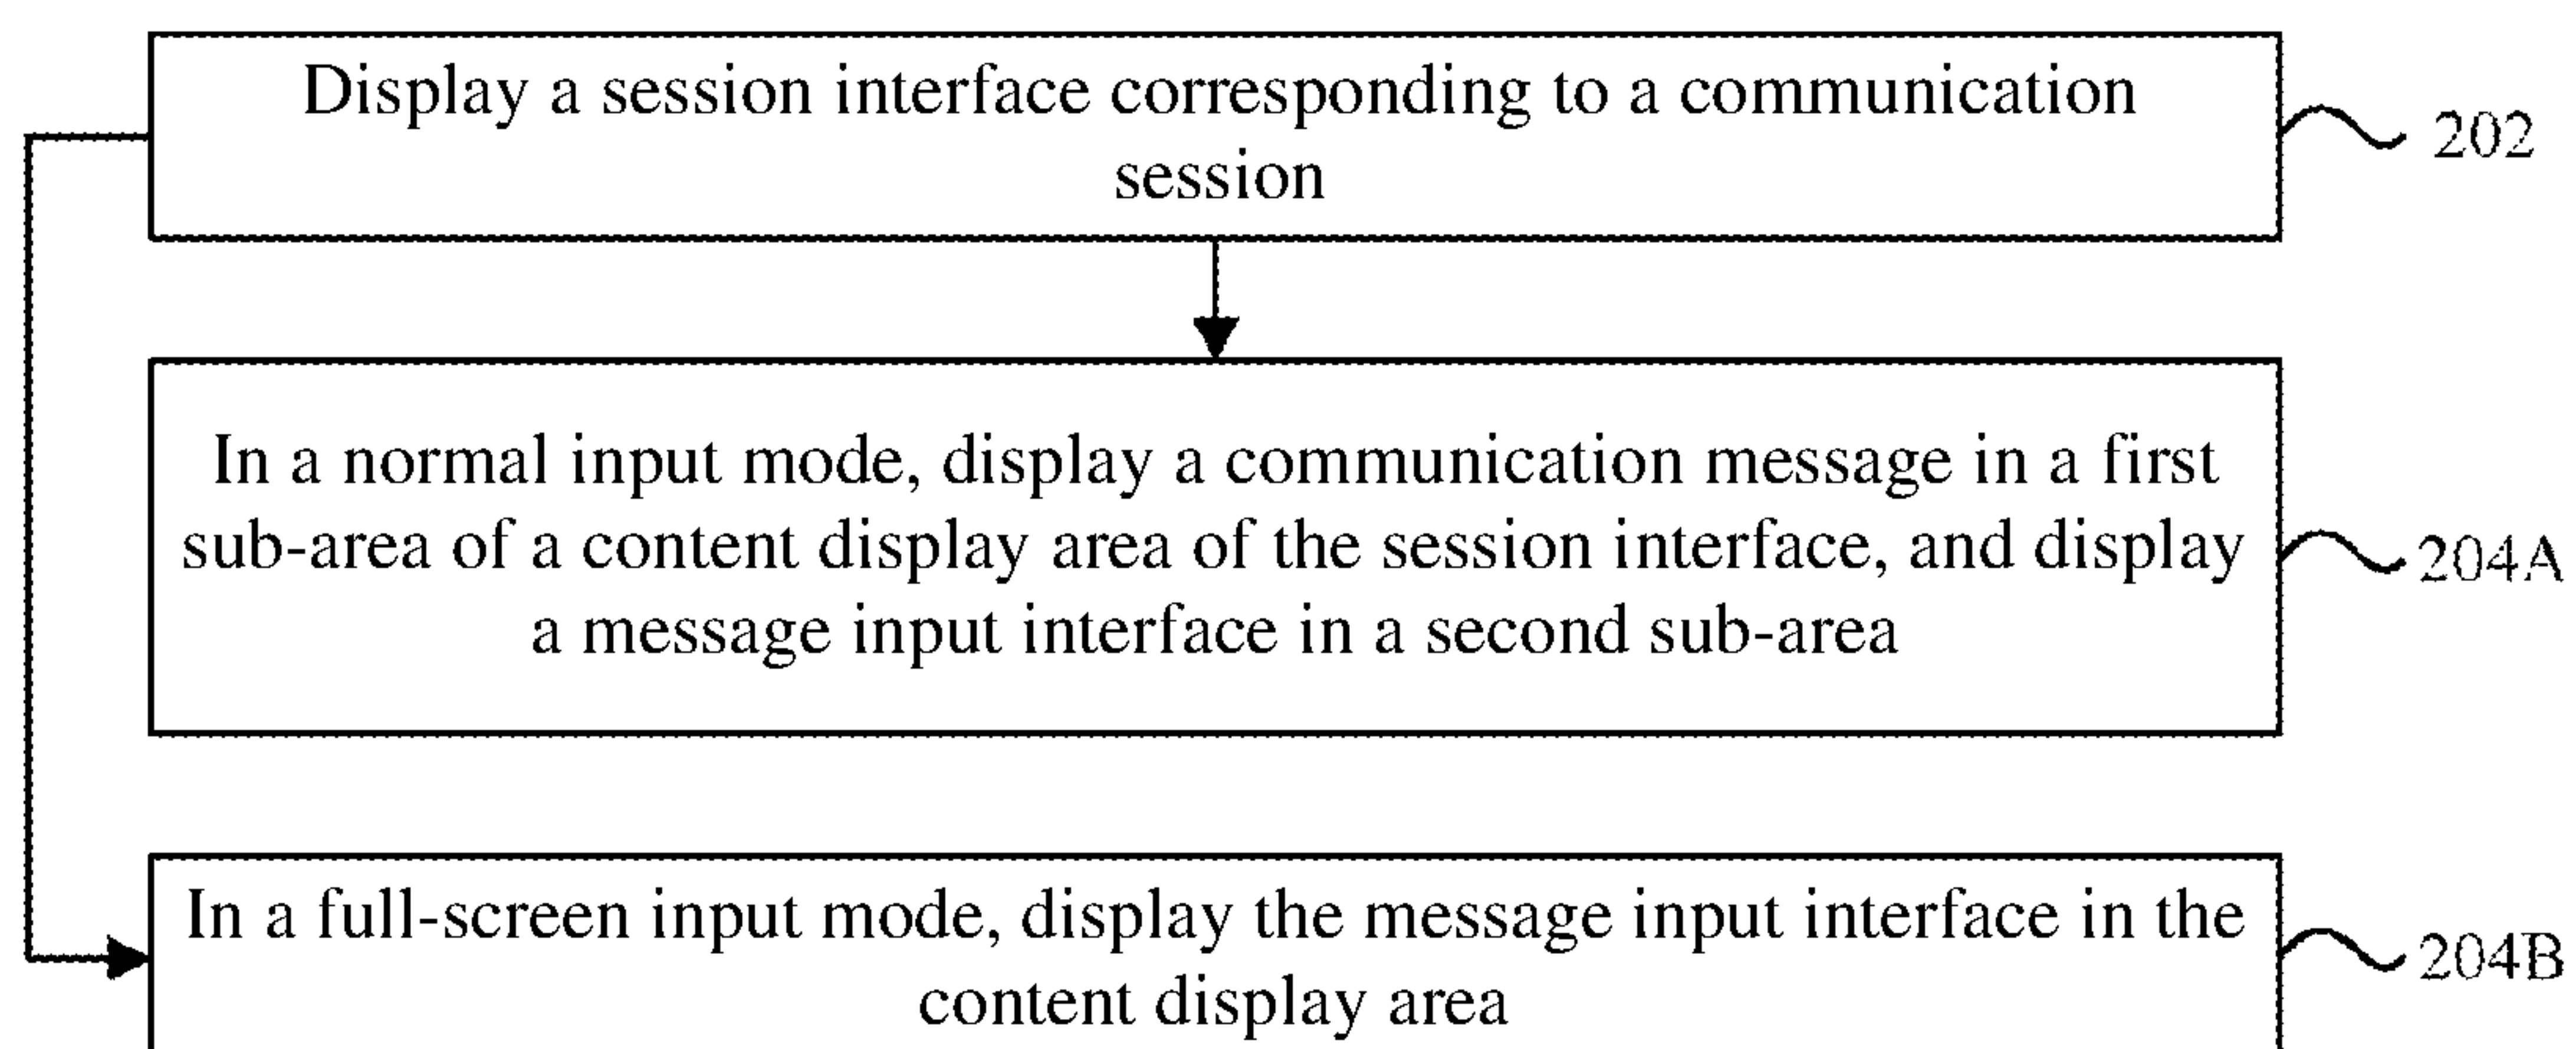 Display a session interface corresponding to a communication
session
202
In a normal input mode, display a communication message in a first
sub-area of a content display area of the session interface, and display
a message input interface in a second sub-area
204A
In a full-screen input mode, display the message input interface in the
content display area
204B